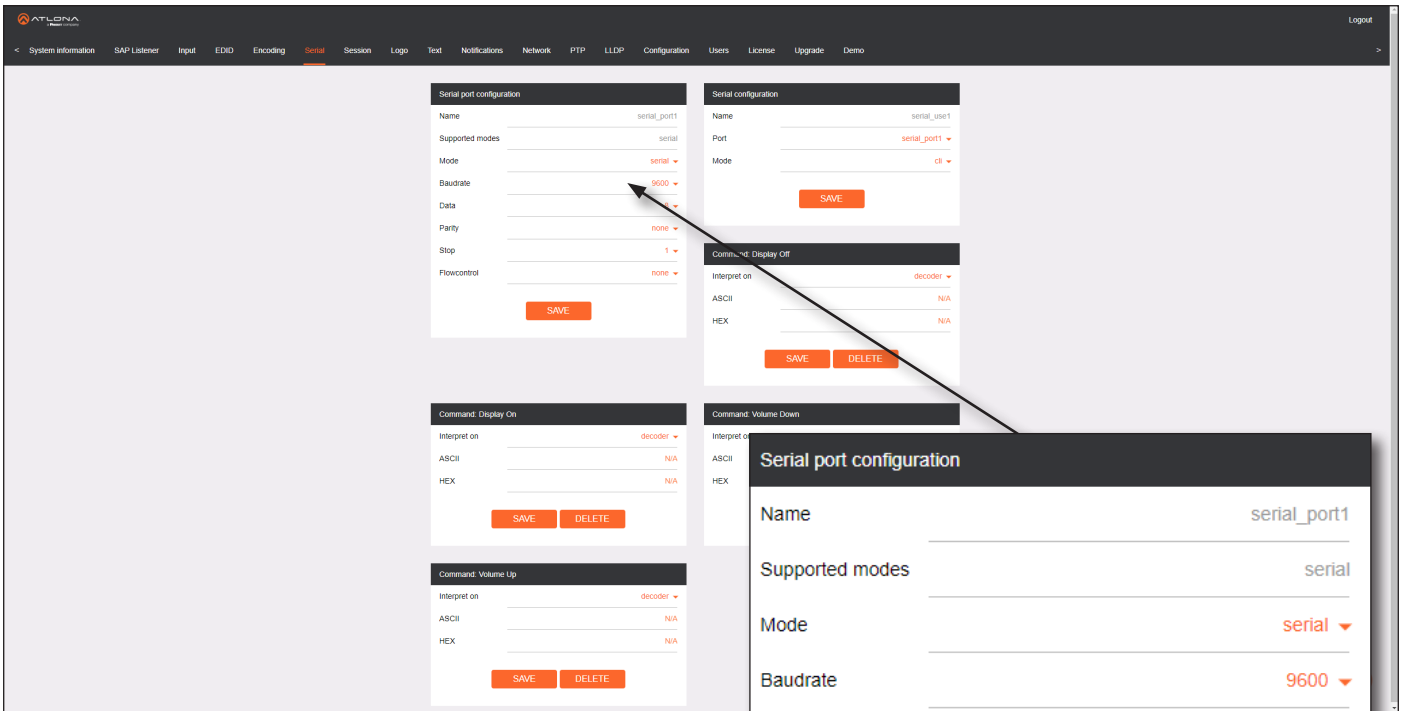 ATLONA
Logout
< System information SAP Listener Input EDID Encoding Serial Session Logo Text Notifications Network PTP LLDP Configuration Users License Upgrade Demo >
Serial port configuration
Name serial_port1
Supported modes serial
Mode serial
Baudrate 9600
Data
Parity none
Stop 1
Flowcontrol none
SAVE
Serial configuration
Name serial_use1
Port serial_port1
Mode cli
SAVE
Command: Display Off
Interpret on decoder
ASCII N/A
HEX N/A
SAVE DELETE
Command: Display On
Interpret on decoder
ASCII N/A
HEX N/A
SAVE DELETE
Command: Volume Down
Interpret
ASCII
HEX
Command: Volume Up
Interpret on decoder
ASCII N/A
HEX N/A
SAVE DELETE
Serial port configuration
Name serial_port1
Supported modes serial
Mode serial
Baudrate 9600